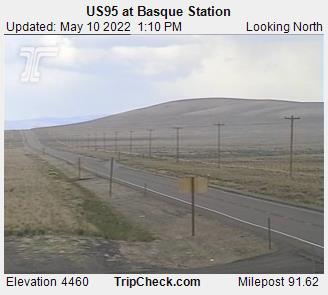 US95 at Basque Station
Updated: May 10 2022 1:10 PM Looking North
Elevation 4460 TripCheck.com Milepost 91.62